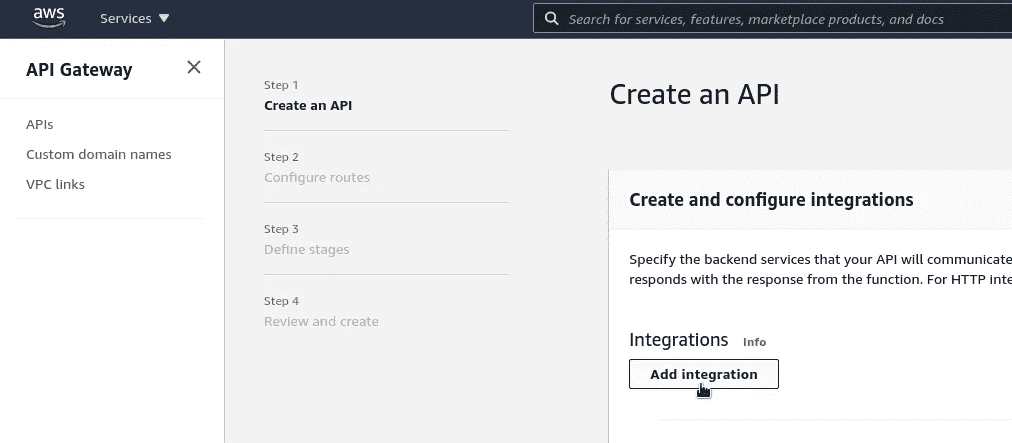 aws Services Search for services, features, marketplace products, and docs
API Gateway
APIs
Custom domain names
VPC links
Step 1
Create an API
Step 2
Configure routes
Step 3
Define stages
Step 4
Review and create
Create an API
Create and configure integrations
Specify the backend services that your API will communicate
responds with the response from the function. For HTTP inte
Integrations Info
Add integration